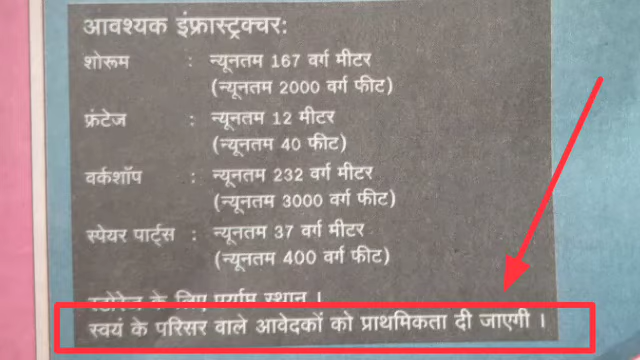 आवश्यक इंफ्रास्ट्रक्चर:
शोरूम : न्यूनतम 167 वर्ग मीटर
(न्यूनतम 2000 वर्ग फीट)
फ्रंटेज : न्यूनतम 12 मीटर
(न्यूनतम 40 फीट)
वर्कशॉप : न्यूनतम 232 वर्ग मीटर
(न्यूनतम 3000 वर्ग फीट)
स्पेयर पार्ट्स : न्यूनतम 37 वर्ग मीटर
(न्यूनतम 400 वर्ग फीट)
स्टोरेज के लिए पर्याप्त स्थान ।
स्वयं के परिसर वाले आवेदकों को प्राथमिकता दी जाएगी ।